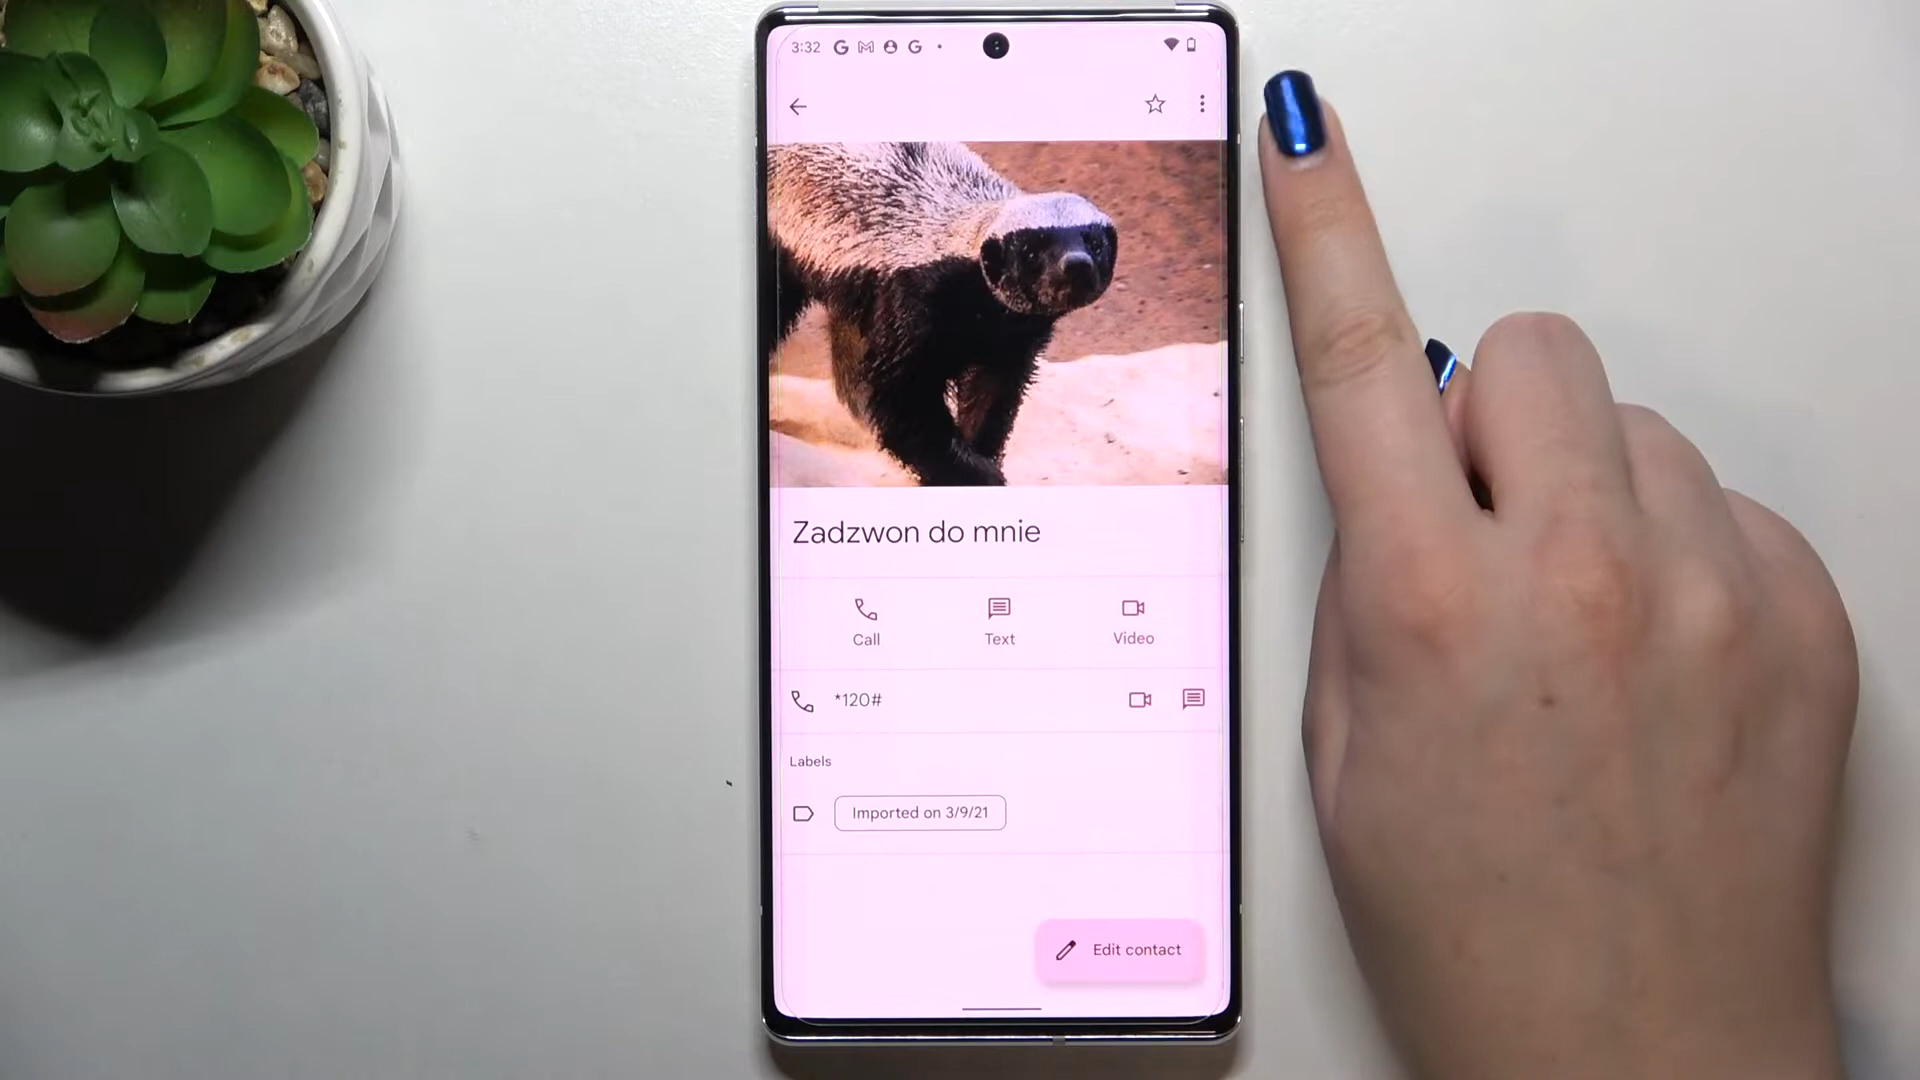 3:32
Zadzwon do mnie
Call Text Video
*120#
Labels
Imported on 3/9/21
Edit contact